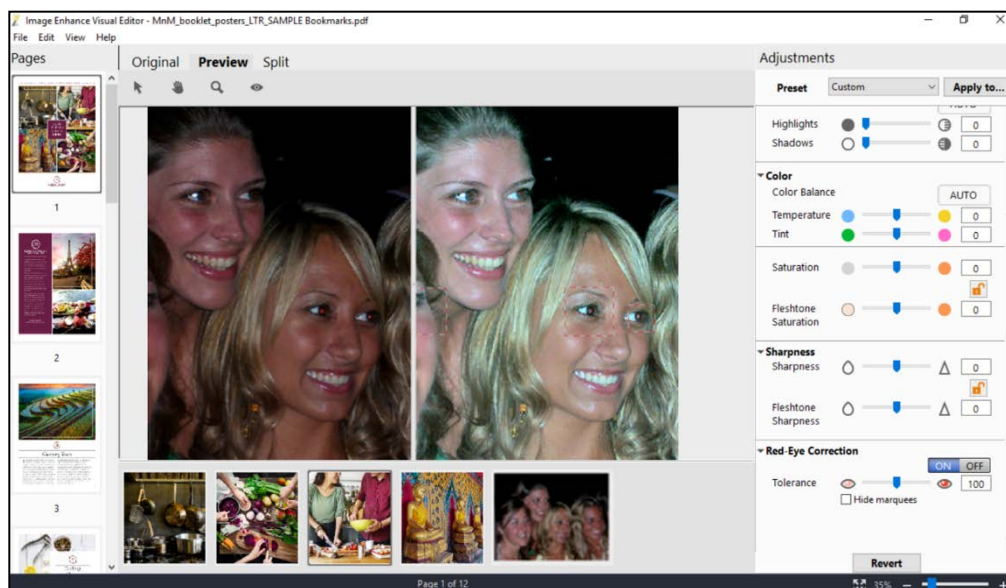 Image Enhance Visual Editor - MnM_booklet_posters_LTR_SAMPLE Bookmarks.pdf
File Edit View Help
Pages
1
2
3
Original Preview Split
Adjustments
Preset Custom Apply to...
AUTO
Highlights 0
Shadows 0
Color
Color Balance AUTO
Temperature 0
Tint 0
Saturation 0
Fleshtone
Saturation 0
Sharpness
Sharpness 0
Fleshtone
Sharpness 0
Red-Eye Correction
ON OFF
Tolerance 100
Hide marquees
Revert
Page 1 of 12
35%